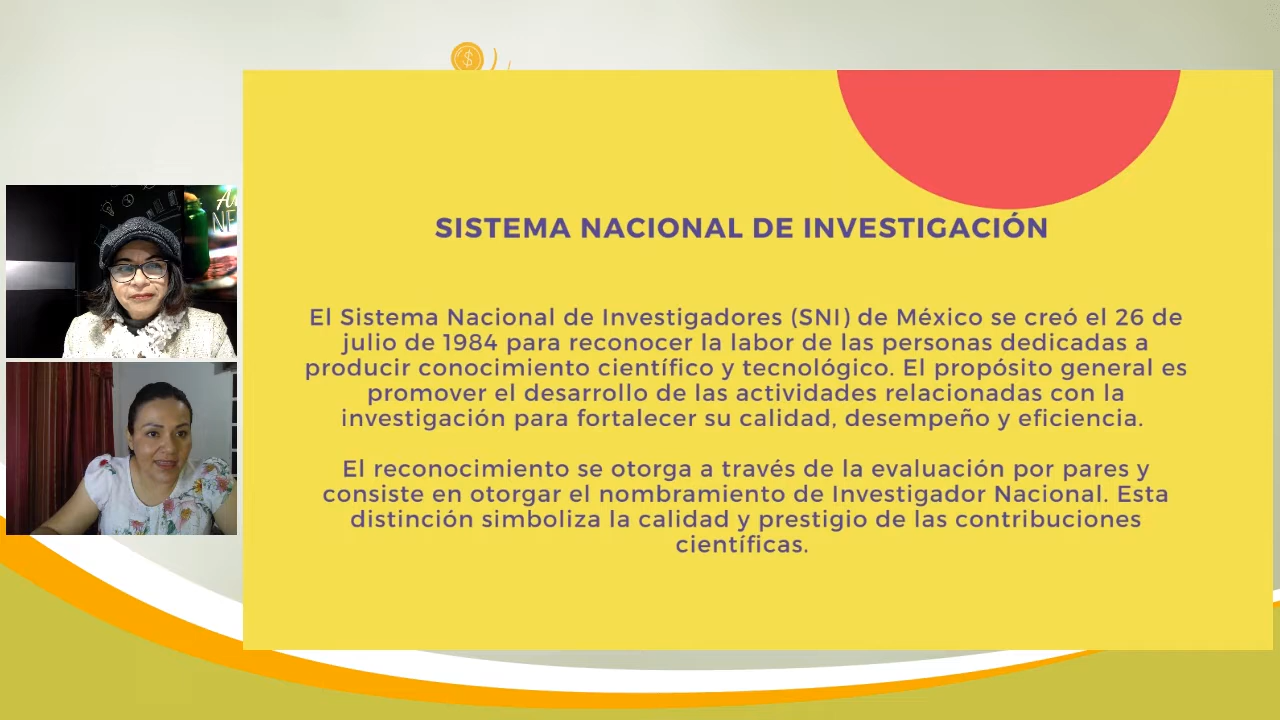 SISTEMA NACIONAL DE INVESTIGACIÓN
El Sistema Nacional de Investigadores (SNI) de México se creó el 26 de
julio de 1984 para reconocer la labor de las personas dedicadas a
producir conocimiento científico y tecnológico. El propósito general es
promover el desarrollo de las actividades relacionadas con la
investigación para fortalecer su calidad, desempeño y eficiencia.
El reconocimiento se otorga a través de la evaluación por pares y
consiste en otorgar el nombramiento de Investigador Nacional. Esta
distinción simboliza la calidad y prestigio de las contribuciones
científicas.